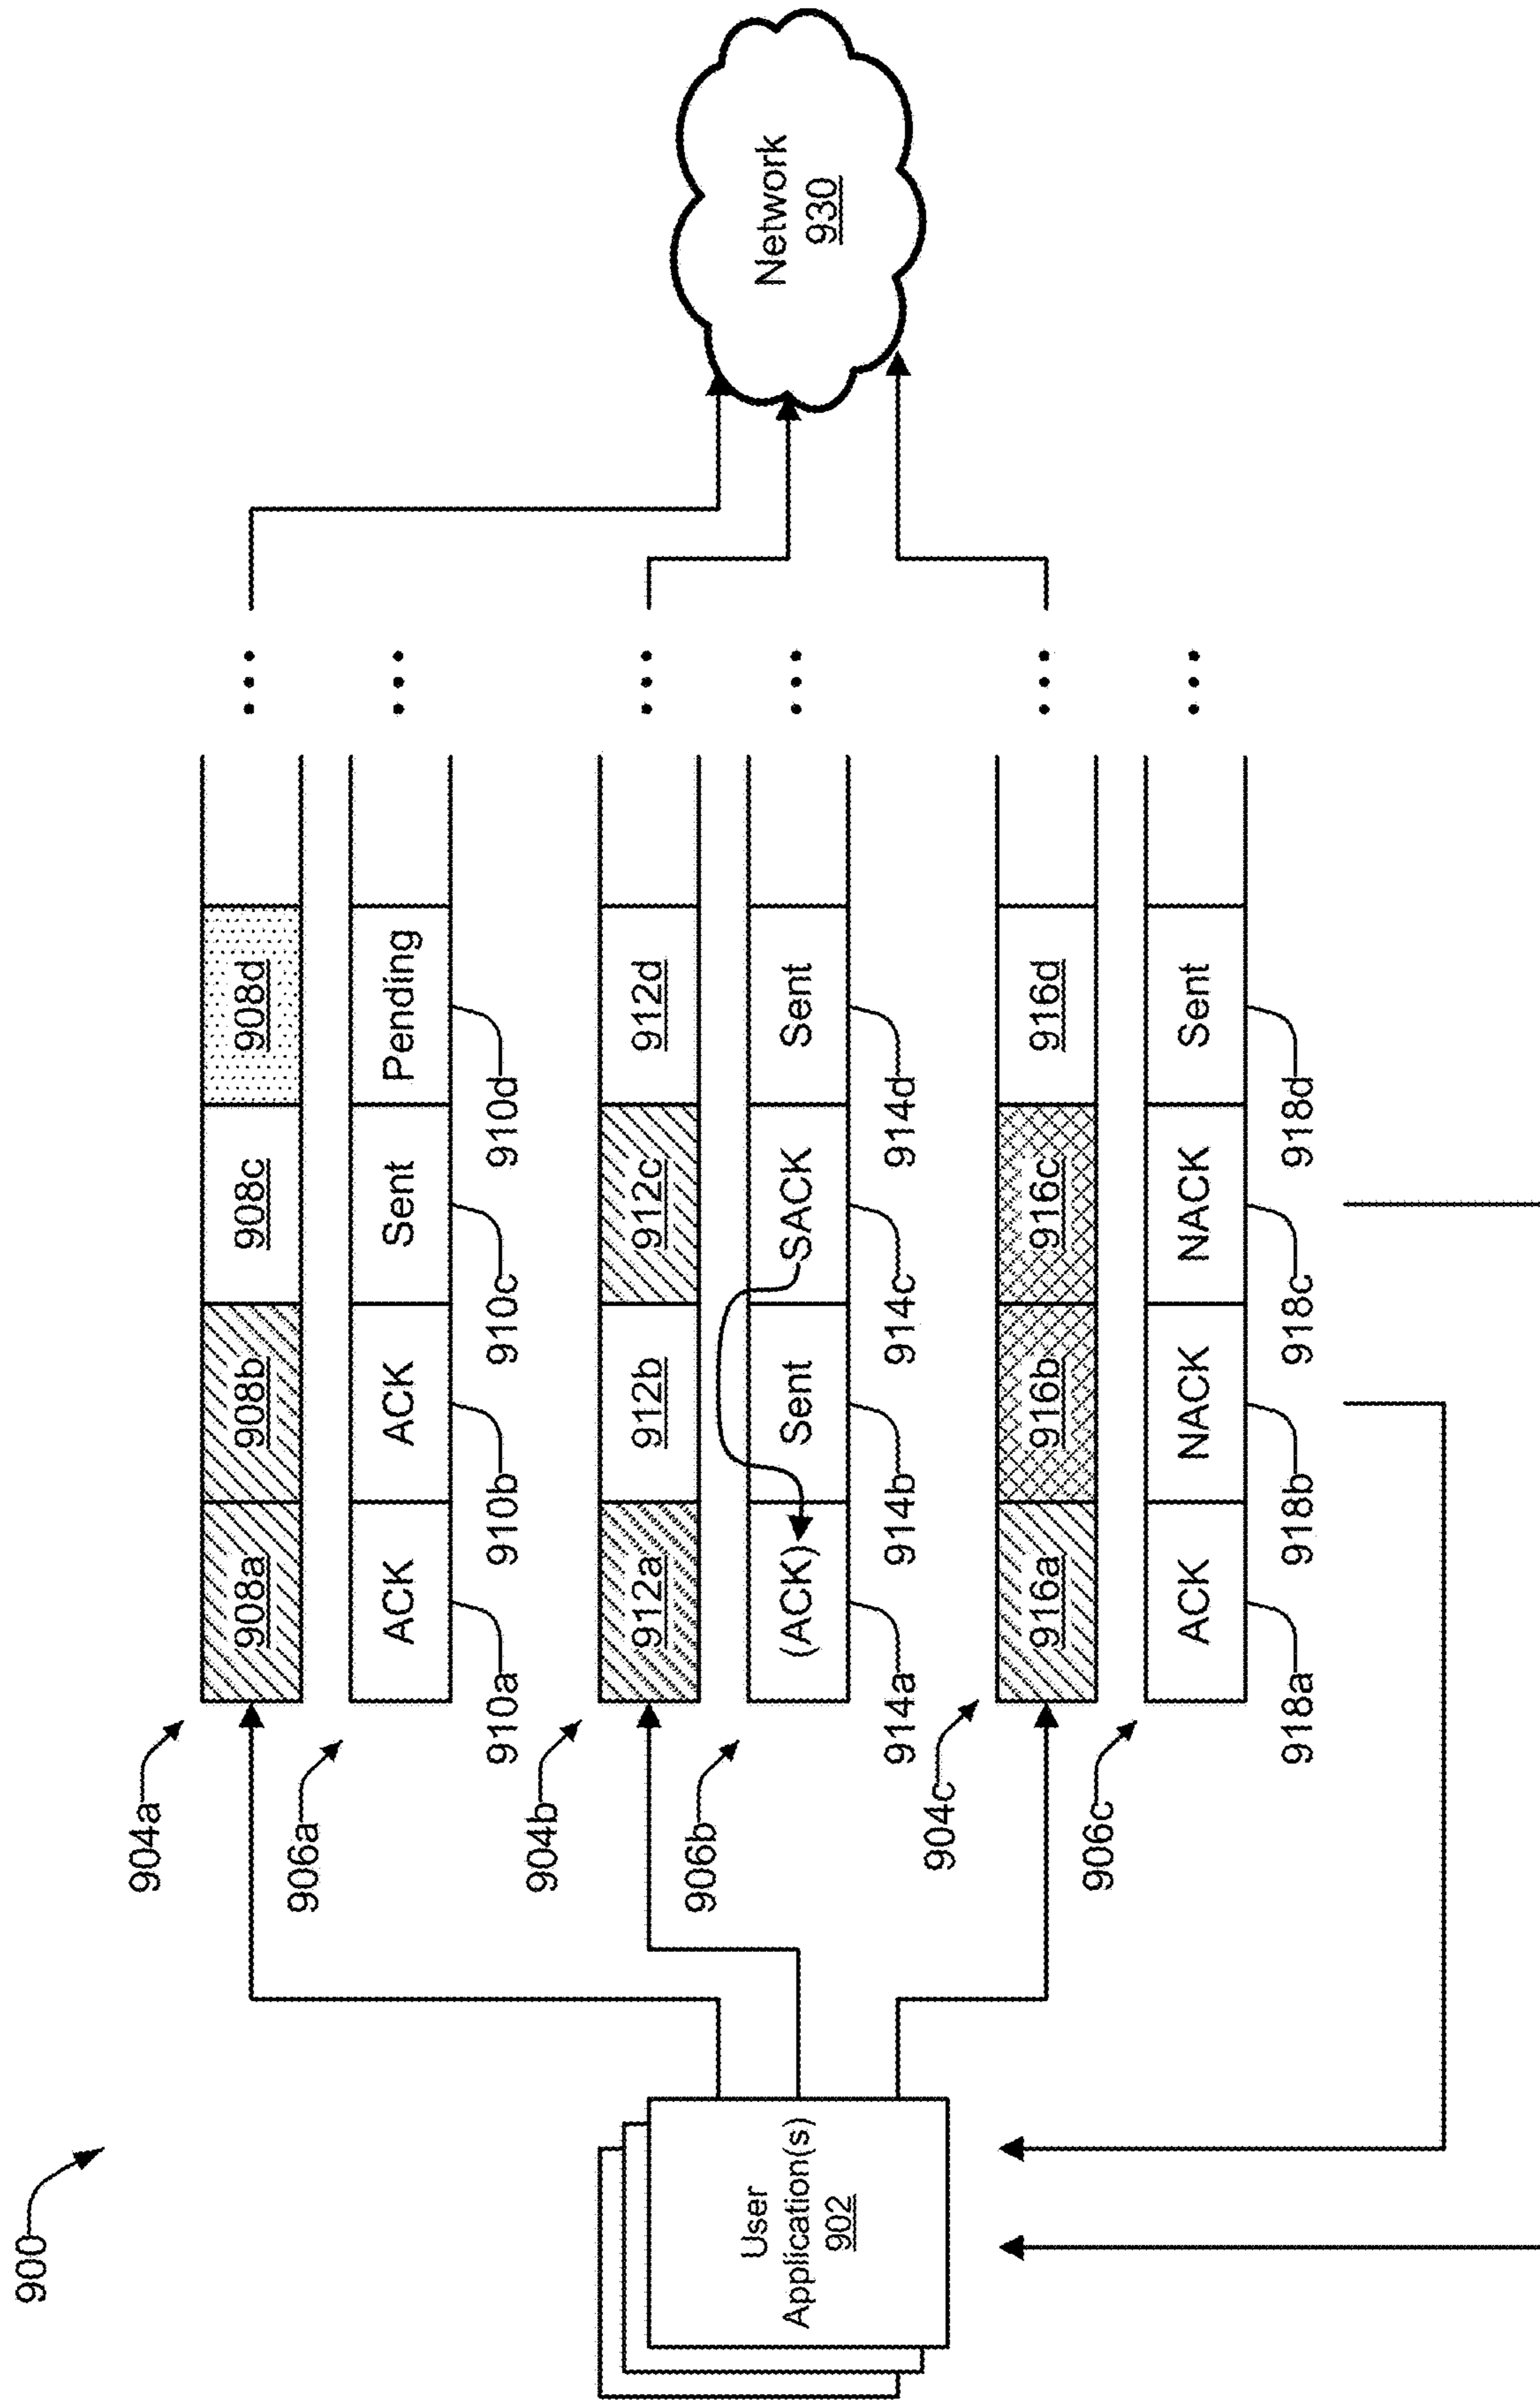 900
User
Application(s)
902
904a
908a
908b
908c
908d
...
906a
ACK
ACK
Sent
Pending
...
910a
910b
910c
910d
904b
912a
912b
912c
912d
...
906b
(ACK)
Sent
SACK
Sent
...
914a
914b
914c
914d
904c
916a
916b
916c
916d
...
906c
ACK
NACK
NACK
Sent
...
918a
918b
918c
918d
Network
930